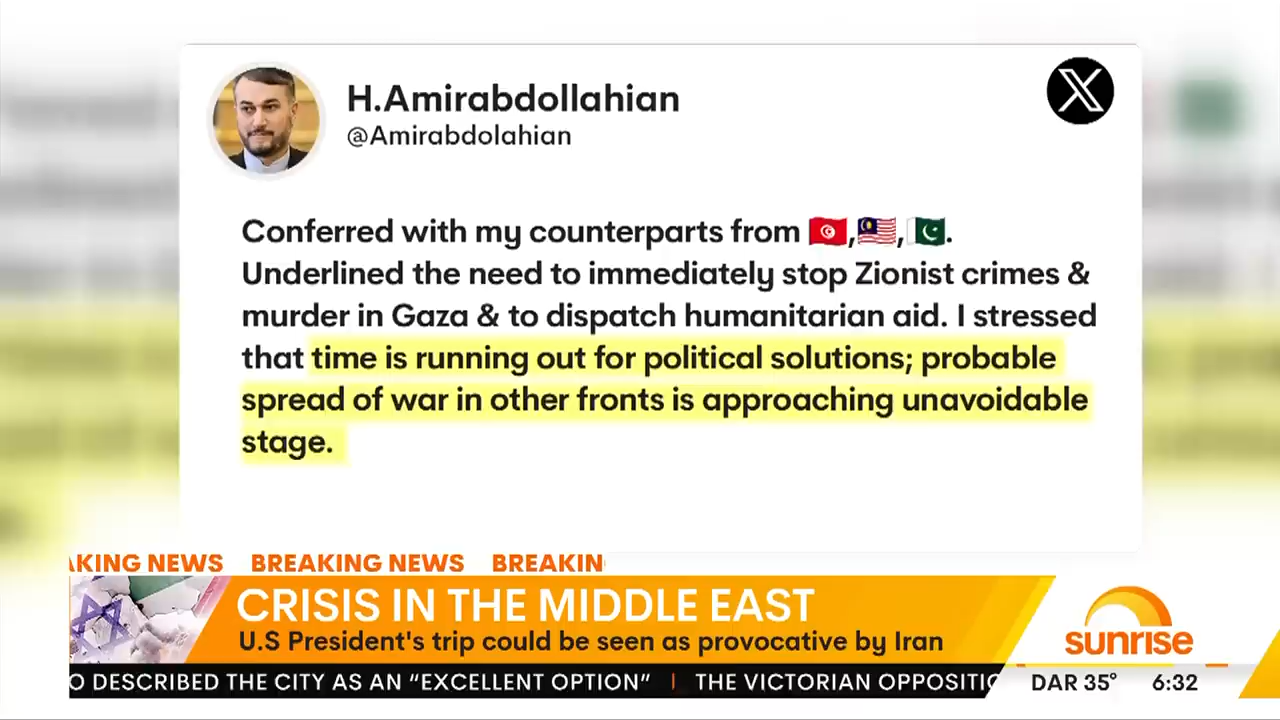 H.Amirabdollahian
@Amirabdolahian
Conferred with my counterparts from 🇹🇳,🇲🇾,🇵🇰.
Underlined the need to immediately stop Zionist crimes &
murder in Gaza & to dispatch humanitarian aid. I stressed
that time is running out for political solutions; probable
spread of war in other fronts is approaching unavoidable
stage.
AKING NEWS BREAKING NEWS BREAKIN
CRISIS IN THE MIDDLE EAST
U.S President's trip could be seen as provocative by Iran
sunrise
O DESCRIBED THE CITY AS AN “EXCELLENT OPTION” | THE VICTORIAN OPPOSITIO
DAR 35° 6:32